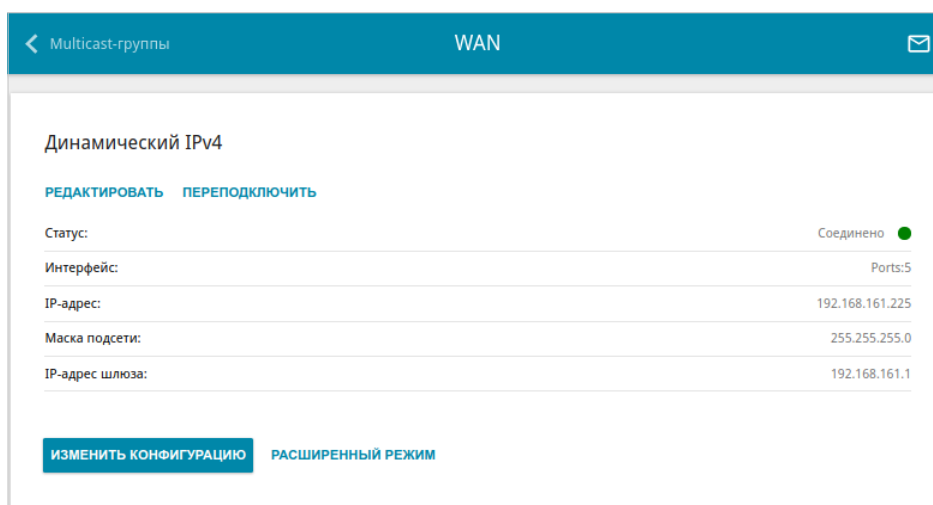 Multicast-группы WAN
Динамический IPv4
РЕДАКТИРОВАТЬ ПЕРЕПОДКЛЮЧИТЬ
Статус: Соединено
Интерфейс: Ports:5
IP-адрес: 192.168.161.225
Маска подсети: 255.255.255.0
IP-адрес шлюза: 192.168.161.1
ИЗМЕНИТЬ КОНФИГУРАЦИЮ РАСШИРЕННЫЙ РЕЖИМ